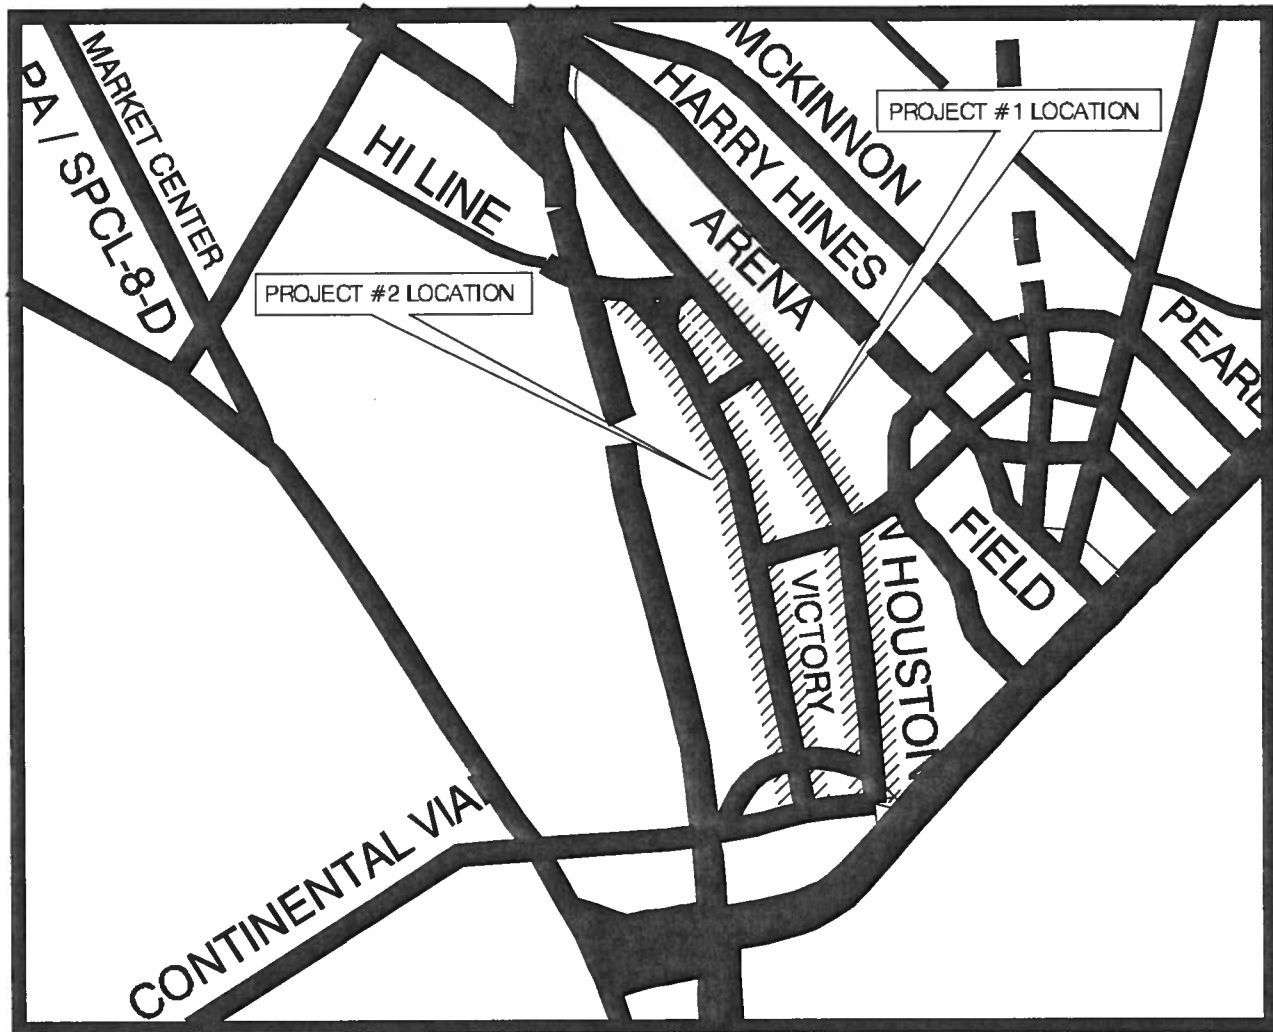 MARKET CENTER
PA / SPCL-8-D
HI LINE
MCKINNON
HARRY HINES
PROJECT #1 LOCATION
ARENA
PROJECT #2 LOCATION
PEARL
FIELD
HOUSTON
VICTORY
CONTINENTAL VIA